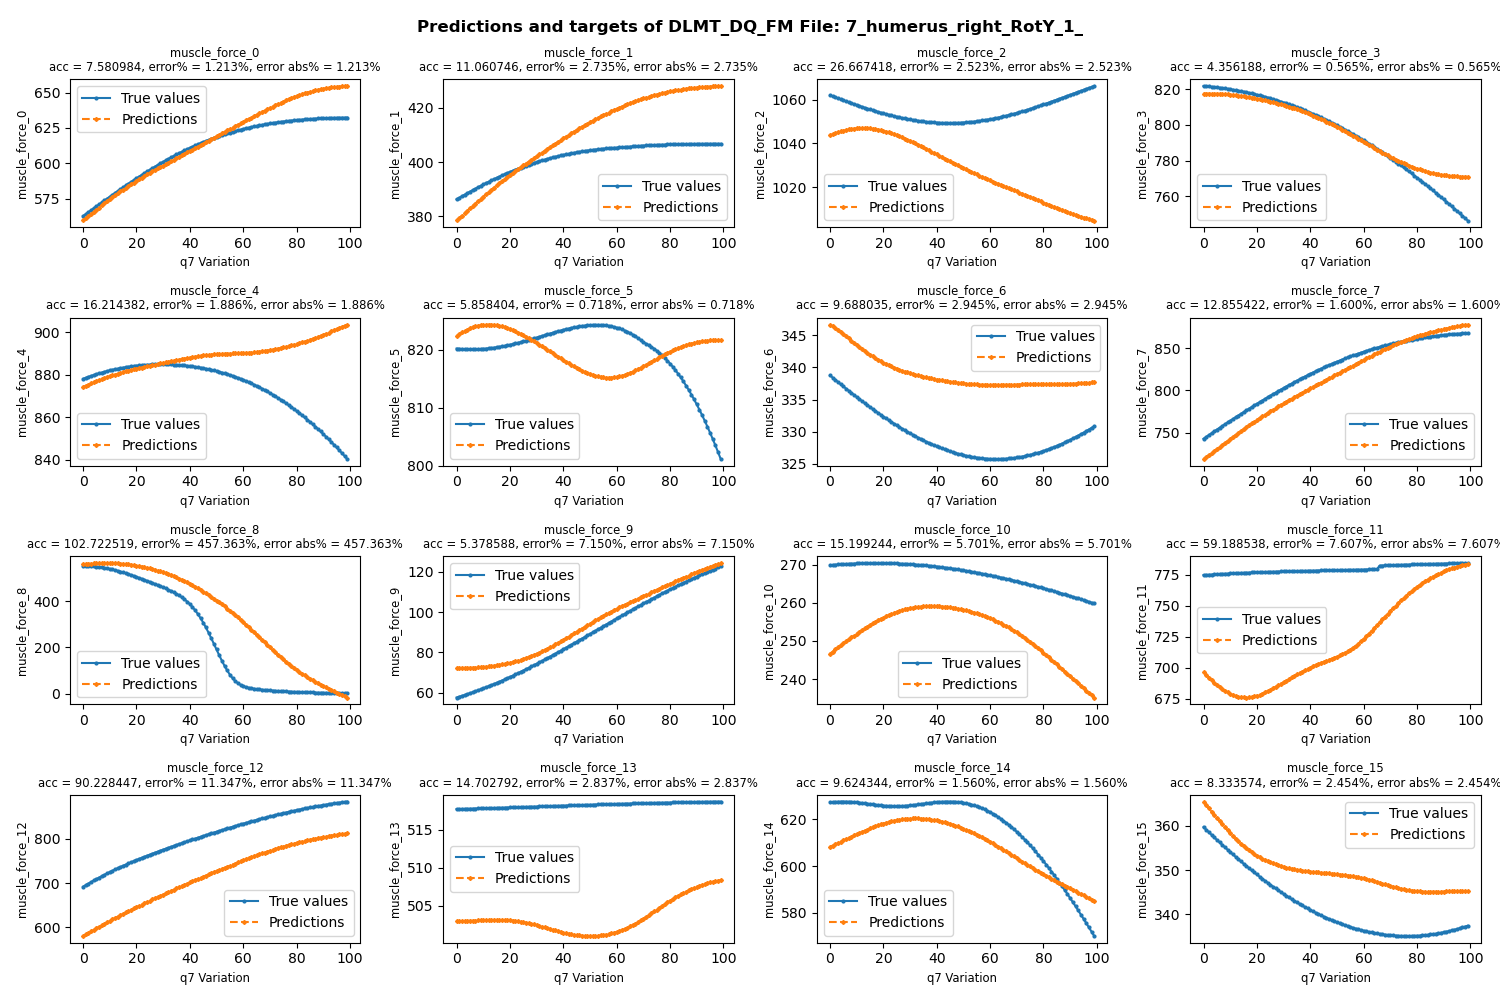 Predictions and targets of DLMT_DQ_FM File: 7_humerus_right_RotY_1_
muscle_force_0
acc = 7.580984, error% = 1.213%, error abs% = 1.213%
muscle_force_0
650
625
600
575
True values
Predictions
0 20 40 60 80 100
q7 Variation
muscle_force_1
acc = 11.060746, error% = 2.735%, error abs% = 2.735%
muscle_force_1
420
400
380
True values
Predictions
0 20 40 60 80 100
q7 Variation
muscle_force_2
acc = 26.667418, error% = 2.523%, error abs% = 2.523%
muscle_force_2
1060
1040
1020
True values
Predictions
0 20 40 60 80 100
q7 Variation
muscle_force_3
acc = 4.356188, error% = 0.565%, error abs% = 0.565%
muscle_force_3
820
800
780
760
True values
Predictions
0 20 40 60 80 100
q7 Variation
muscle_force_4
acc = 16.214382, error% = 1.886%, error abs% = 1.886%
muscle_force_4
900
880
860
840
True values
Predictions
0 20 40 60 80 100
q7 Variation
muscle_force_5
acc = 5.858404, error% = 0.718%, error abs% = 0.718%
muscle_force_5
820
810
800
True values
Predictions
0 20 40 60 80 100
q7 Variation
muscle_force_6
acc = 9.688035, error% = 2.945%, error abs% = 2.945%
muscle_force_6
345
340
335
330
325
True values
Predictions
0 20 40 60 80 100
q7 Variation
muscle_force_7
acc = 12.855422, error% = 1.600%, error abs% = 1.600%
muscle_force_7
850
800
750
True values
Predictions
0 20 40 60 80 100
q7 Variation
muscle_force_8
acc = 102.722519, error% = 457.363%, error abs% = 457.363%
muscle_force_8
400
200
0
True values
Predictions
0 20 40 60 80 100
q7 Variation
muscle_force_9
acc = 5.378588, error% = 7.150%, error abs% = 7.150%
muscle_force_9
120
100
80
60
True values
Predictions
0 20 40 60 80 100
q7 Variation
muscle_force_10
acc = 15.199244, error% = 5.701%, error abs% = 5.701%
muscle_force_10
270
260
250
240
True values
Predictions
0 20 40 60 80 100
q7 Variation
muscle_force_11
acc = 59.188538, error% = 7.607%, error abs% = 7.607%
muscle_force_11
775
750
725
700
675
True values
Predictions
0 20 40 60 80 100
q7 Variation
muscle_force_12
acc = 90.228447, error% = 11.347%, error abs% = 11.347%
muscle_force_12
800
700
600
True values
Predictions
0 20 40 60 80 100
q7 Variation
muscle_force_13
acc = 14.702792, error% = 2.837%, error abs% = 2.837%
muscle_force_13
515
510
505
True values
Predictions
0 20 40 60 80 100
q7 Variation
muscle_force_14
acc = 9.624344, error% = 1.560%, error abs% = 1.560%
muscle_force_14
620
600
580
True values
Predictions
0 20 40 60 80 100
q7 Variation
muscle_force_15
acc = 8.333574, error% = 2.454%, error abs% = 2.454%
muscle_force_15
360
350
340
True values
Predictions
0 20 40 60 80 100
q7 Variation